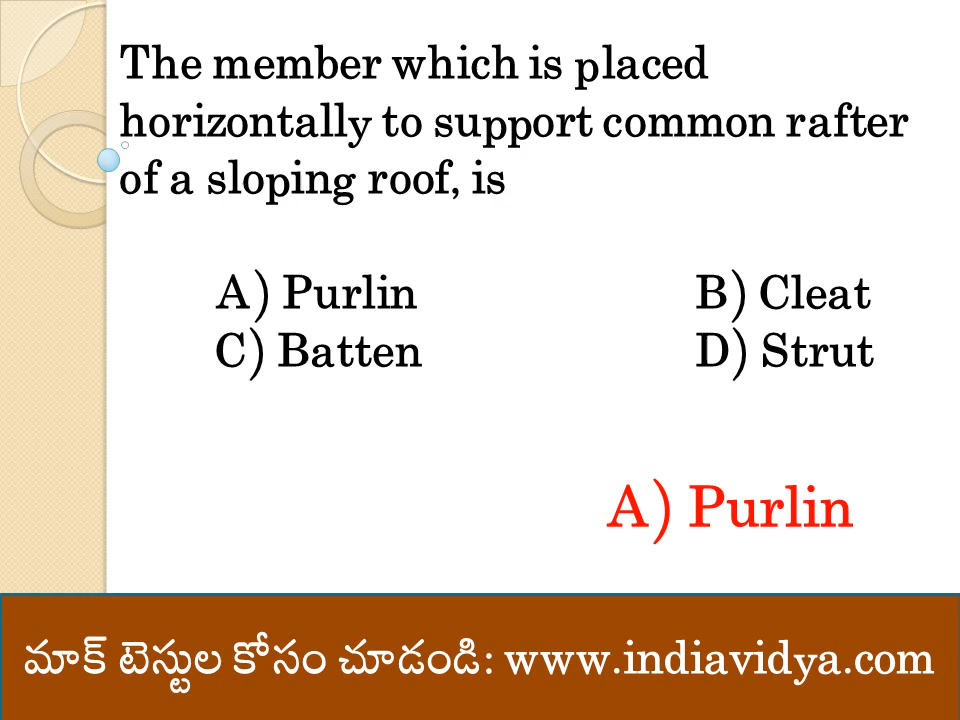 The member which is placed
horizontally to support common rafter
of a sloping roof, is
A) Purlin B) Cleat
C) Batten D) Strut
A) Purlin
మాక్ టెస్టుల కోసం చూడండి: www.indiavidya.com